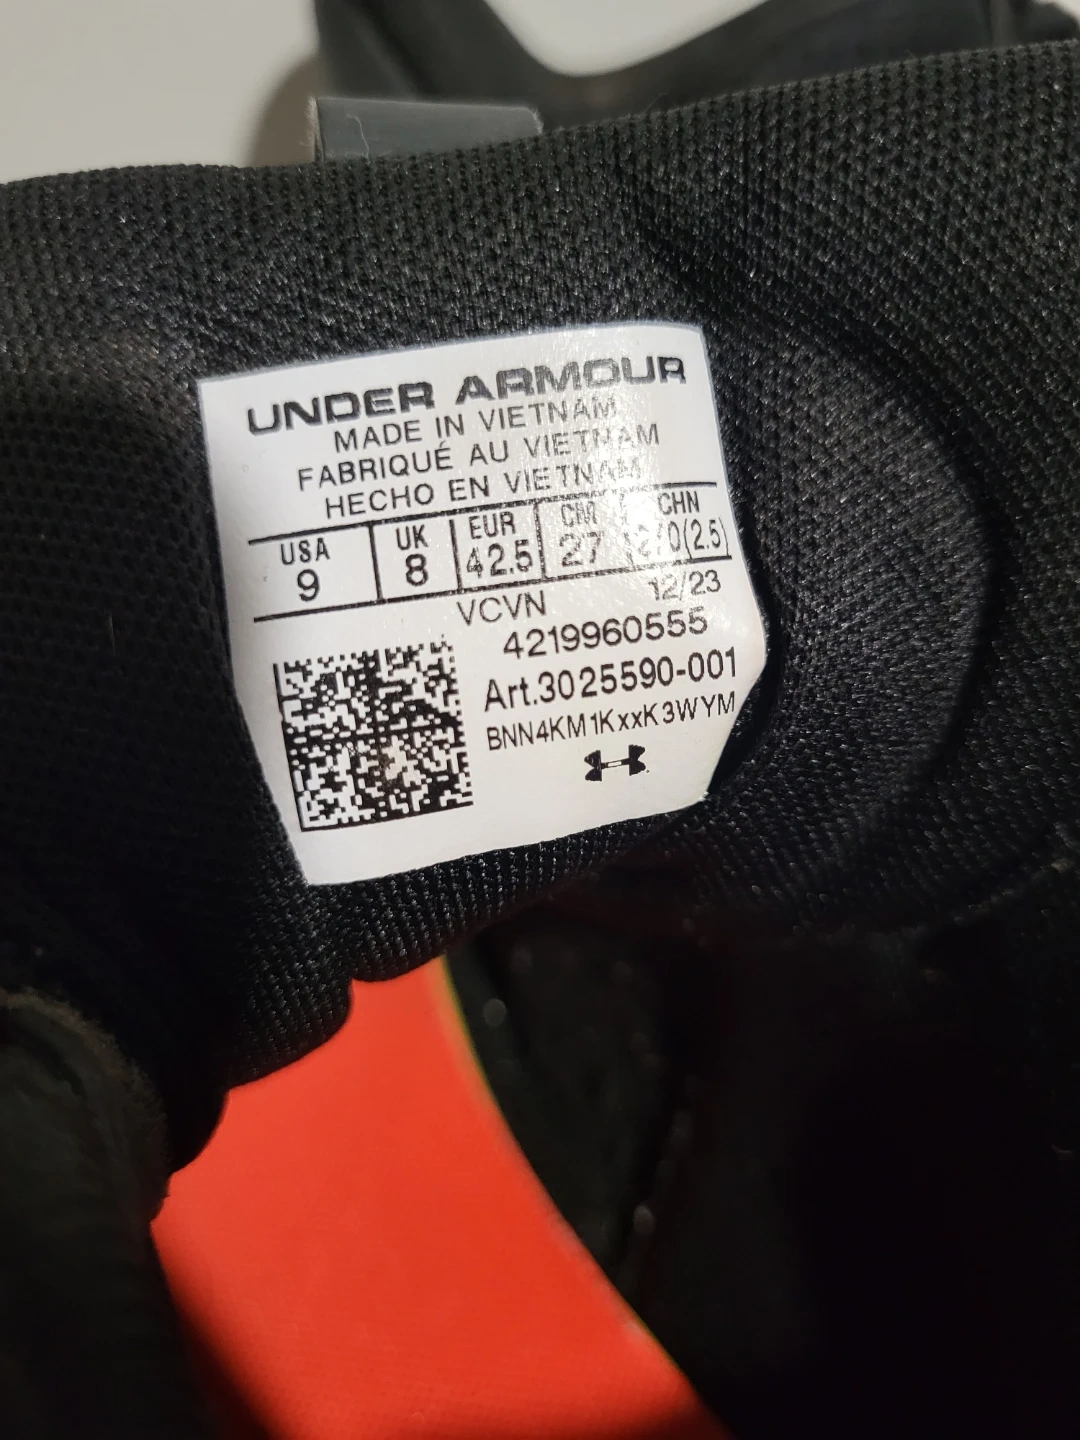 UNDER ARMOUR
MADE IN VIETNAM
FABRIQUÉ AU VIETNAM
HECHO EN VIETNAM
USA UK EUR CM CHN
9 8 42.5 27 270(2.5)
VCVN 12/23
4219960555
Art.3025590-001
BNN4KM1KxxK3WYM